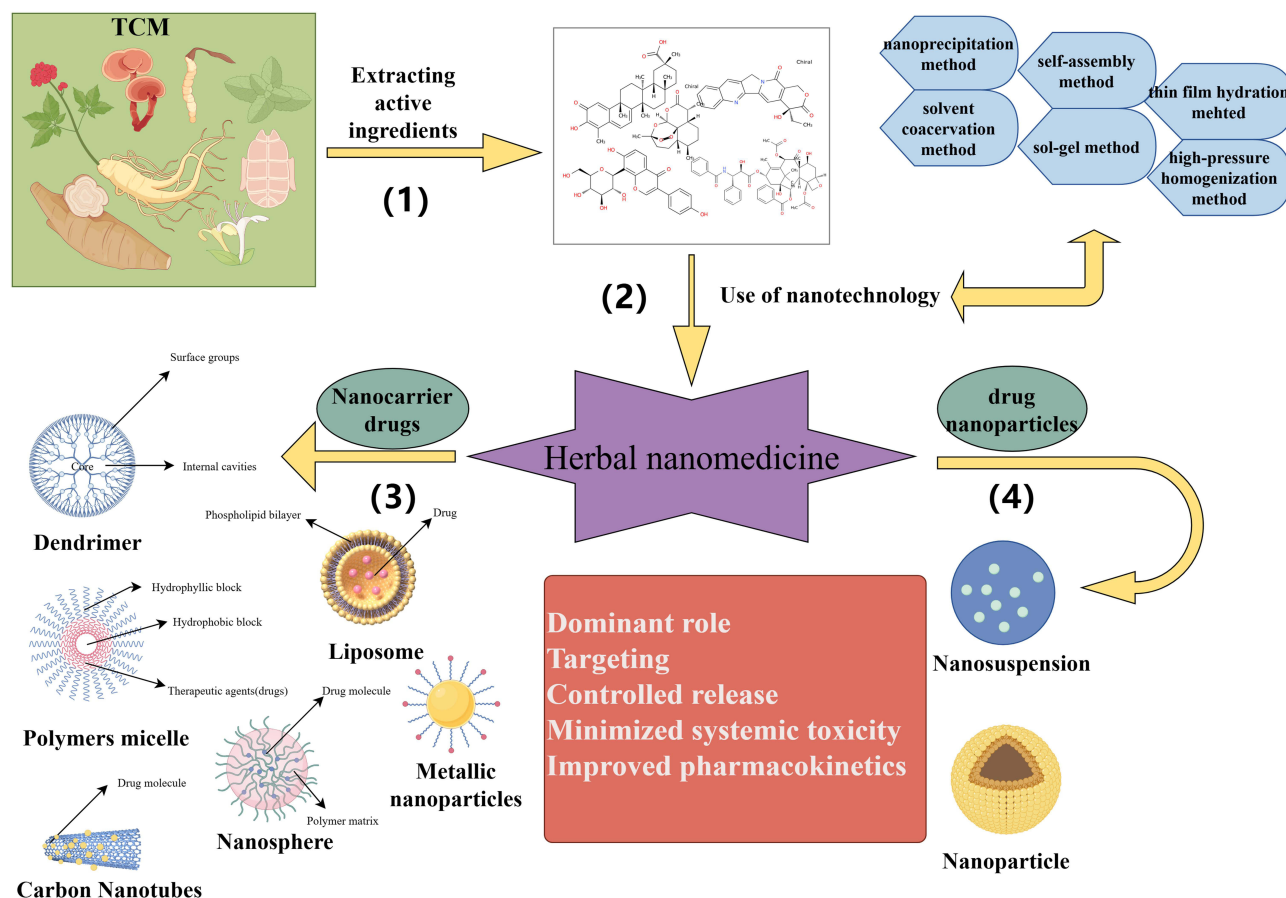 TCM
Extracting
active
ingredients
(1)
OH
CH₃
Chiral
Chiral
nanoprecipitation
method
self-assembly
method
thin film hydration
mehted
solvent
coacervation
method
sol-gel method
high-pressure
homogenization
method
(2)
Use of nanotechnology
Surface groups
Core
Internal cavities
Dendrimer
Nanocarrier
drugs
(3)
Herbal nanomedicine
drug
nanoparticles
(4)
Phospholipid bilayer
Drug
Liposome
Hydrophyllic block
Hydrophobic block
Therapeutic agents(drugs)
Polymers micelle
Drug molecule
Polymer matrix
Nanosphere
Metallic
nanoparticles
Drug molecule
Carbon Nanotubes
Dominant role
Targeting
Controlled release
Minimized systemic toxicity
Improved pharmacokinetics
Nanosuspension
Nanoparticle